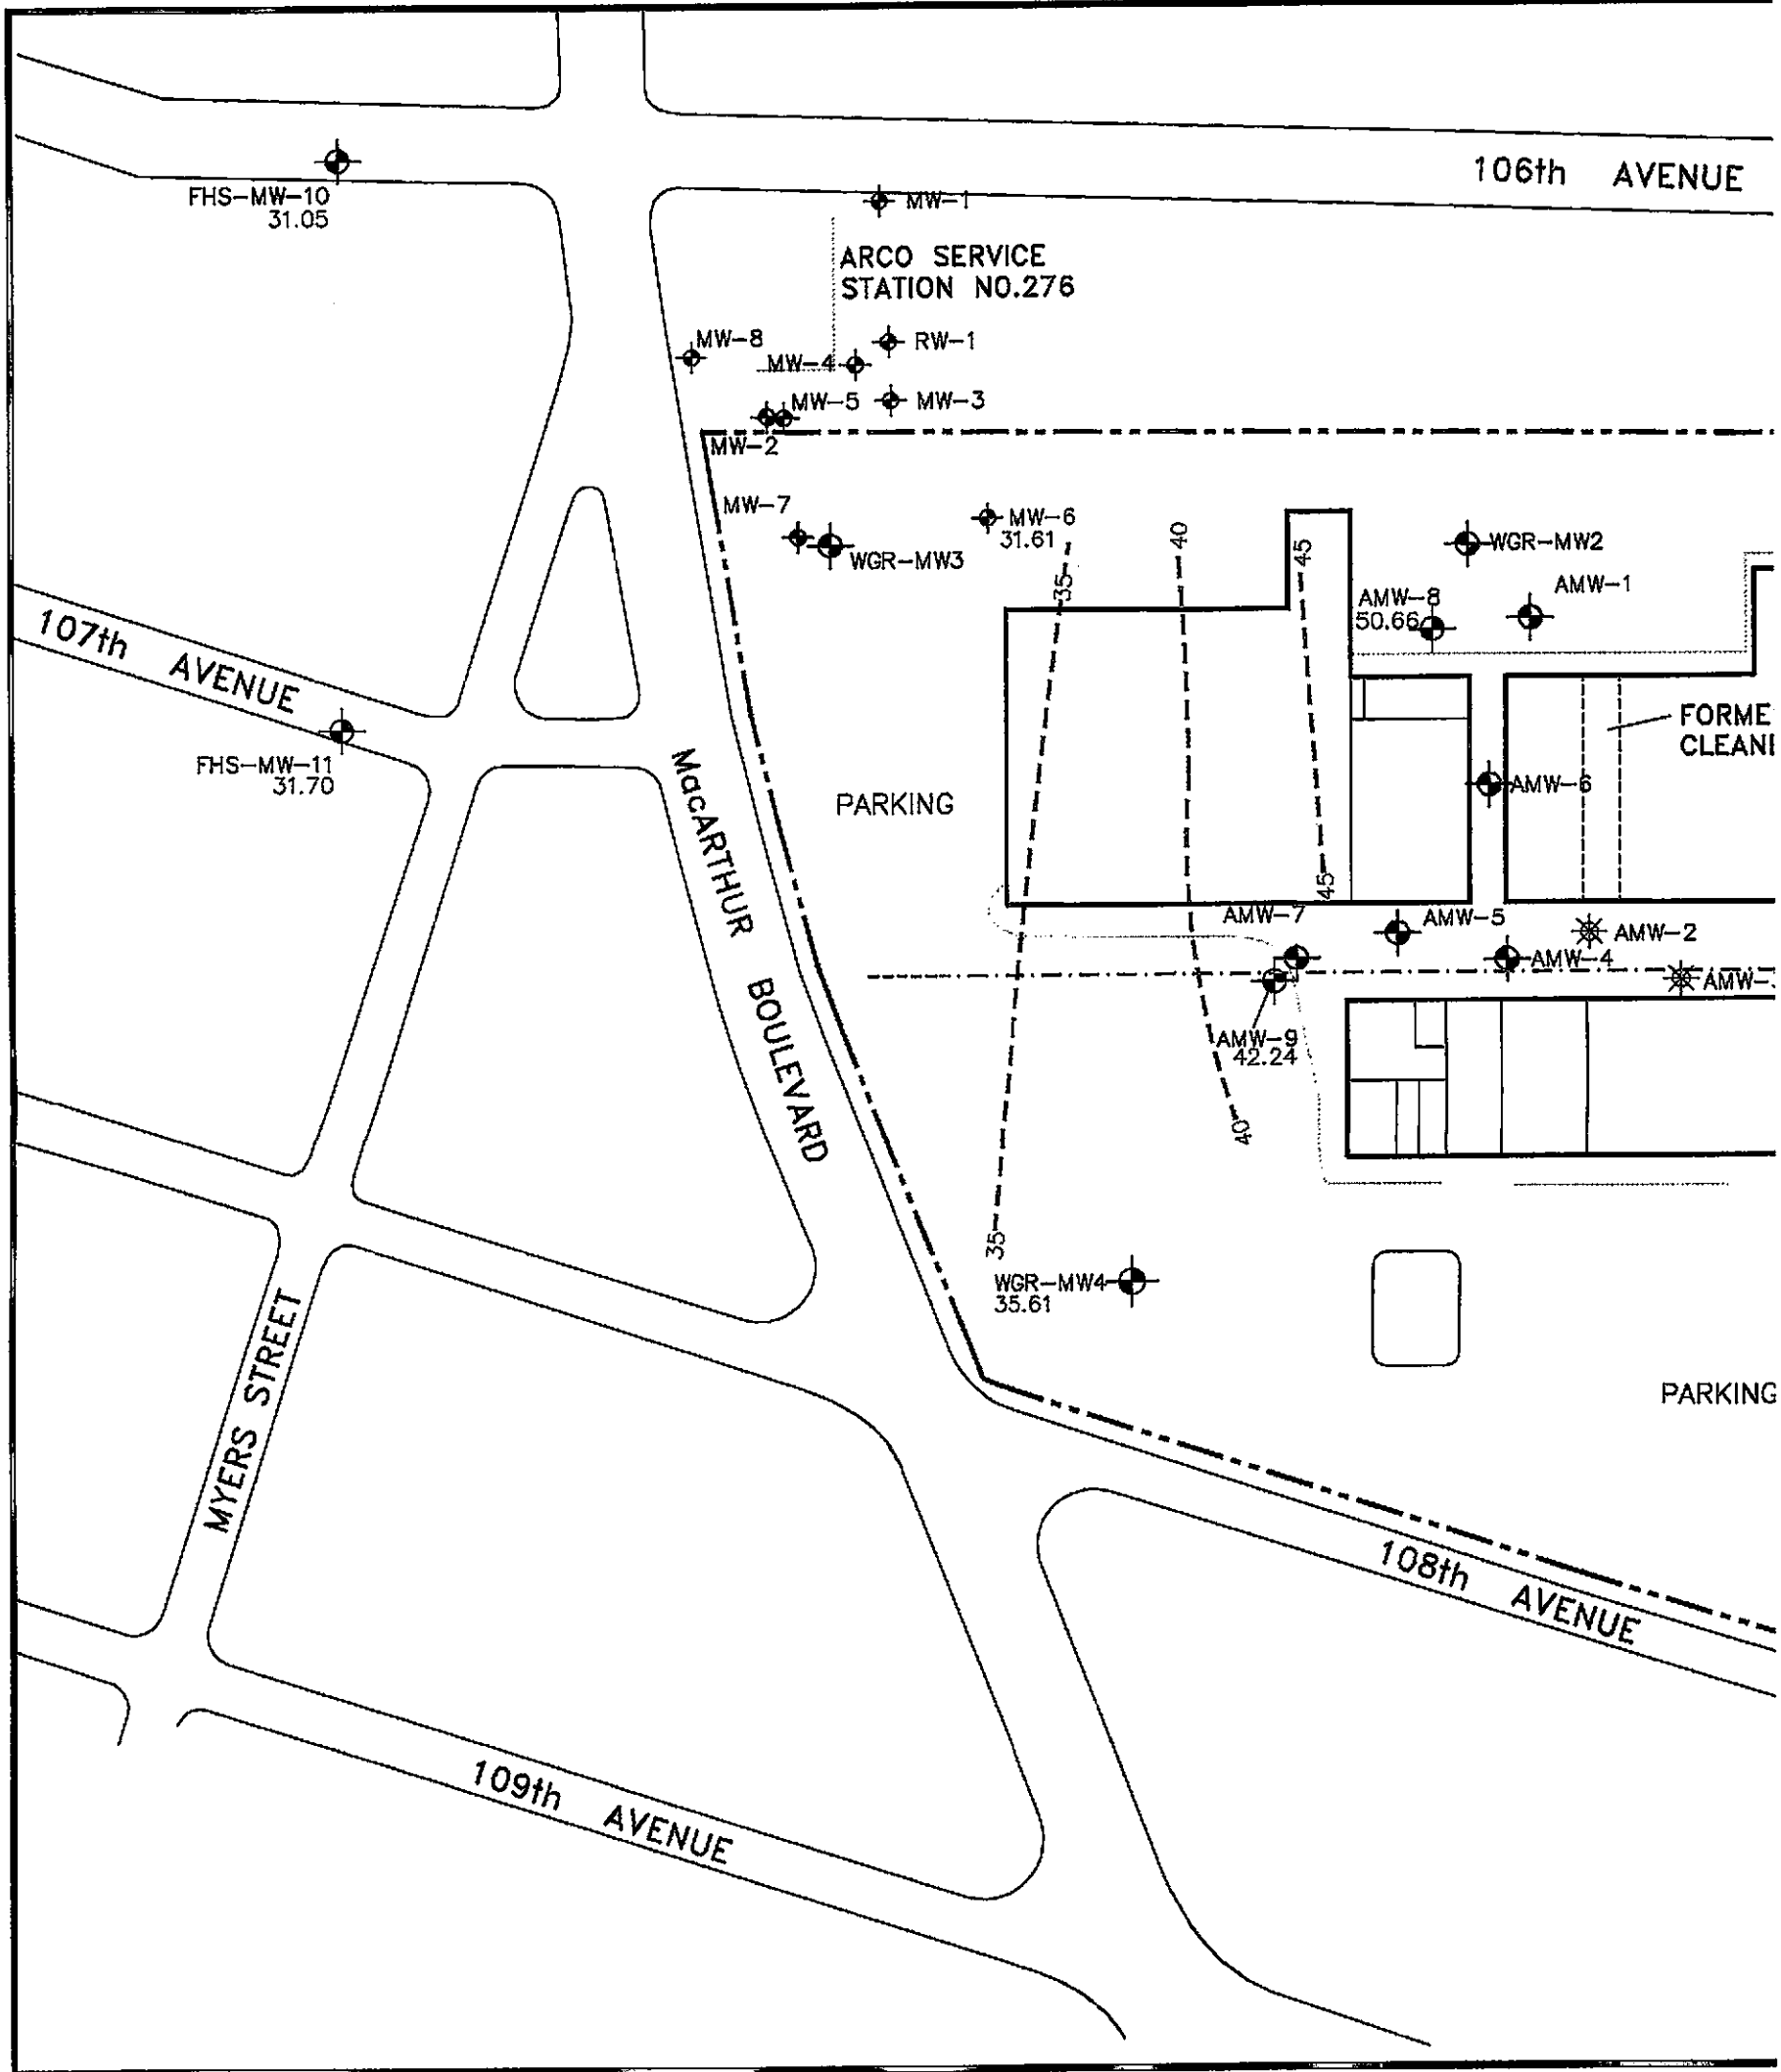 106th AVENUE
FHS-MW-10
31.05
MW-1
ARCO SERVICE
STATION NO.276
MW-8
RW-1
MW-4
MW-5
MW-3
MW-2
MW-7
MW-6
31.61
WGR-MW3
35
40
45
WGR-MW2
AMW-8
50.66
AMW-1
107th AVENUE
FHS-MW-11
31.70
FORME
CLEANI
AMW-6
PARKING
MacARTHUR BOULEVARD
45
AMW-7
AMW-5
AMW-2
AMW-4
AMW-
AMW-9
42.24
40
35
WGR-MW4
35.61
MYERS STREET
PARKING
108th AVENUE
109th AVENUE